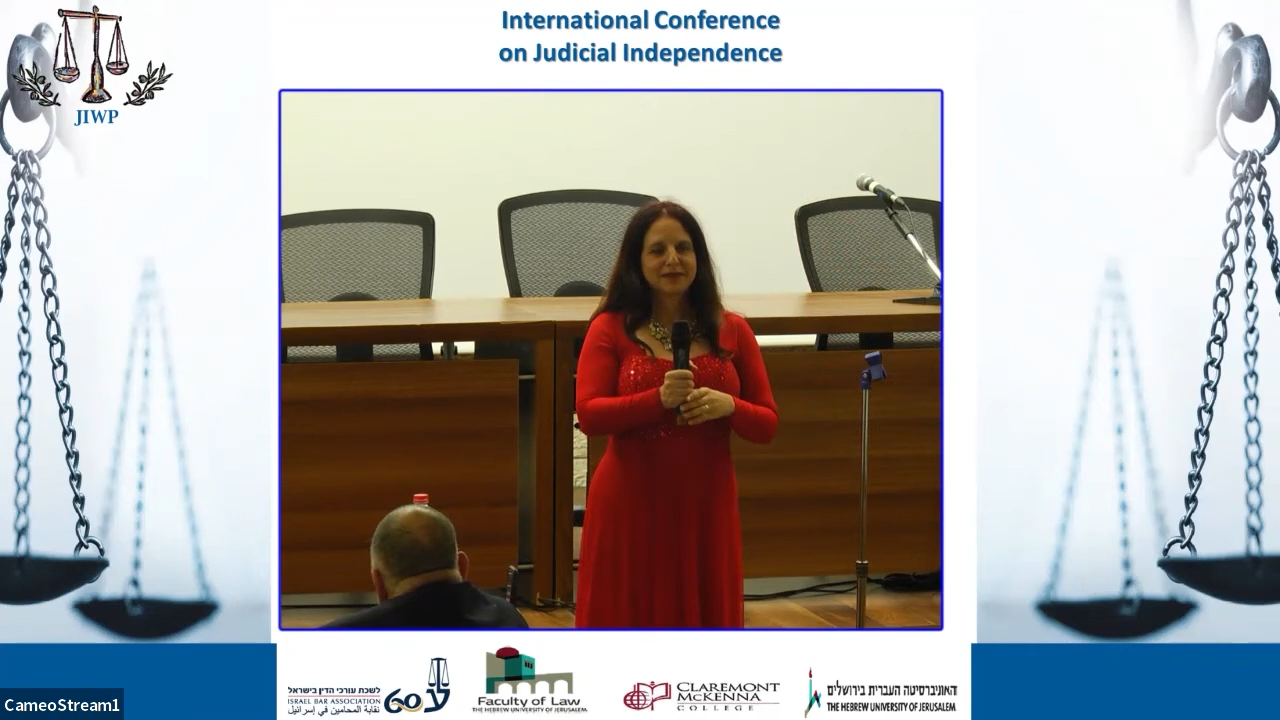 International Conference
on Judicial Independence
JIWP
לשכת עורכי הדין בישראל
ISRAEL BAR ASSOCIATION
نقابة المحامين في إسرائيل
60
Faculty of Law
THE HEBREW UNIVERSITY OF JERUSALEM
CLAREMONT
MCKENNA
COLLEGE
האוניברסיטה העברית בירושלים
THE HEBREW UNIVERSITY OF JERUSALEM
CameoStream1